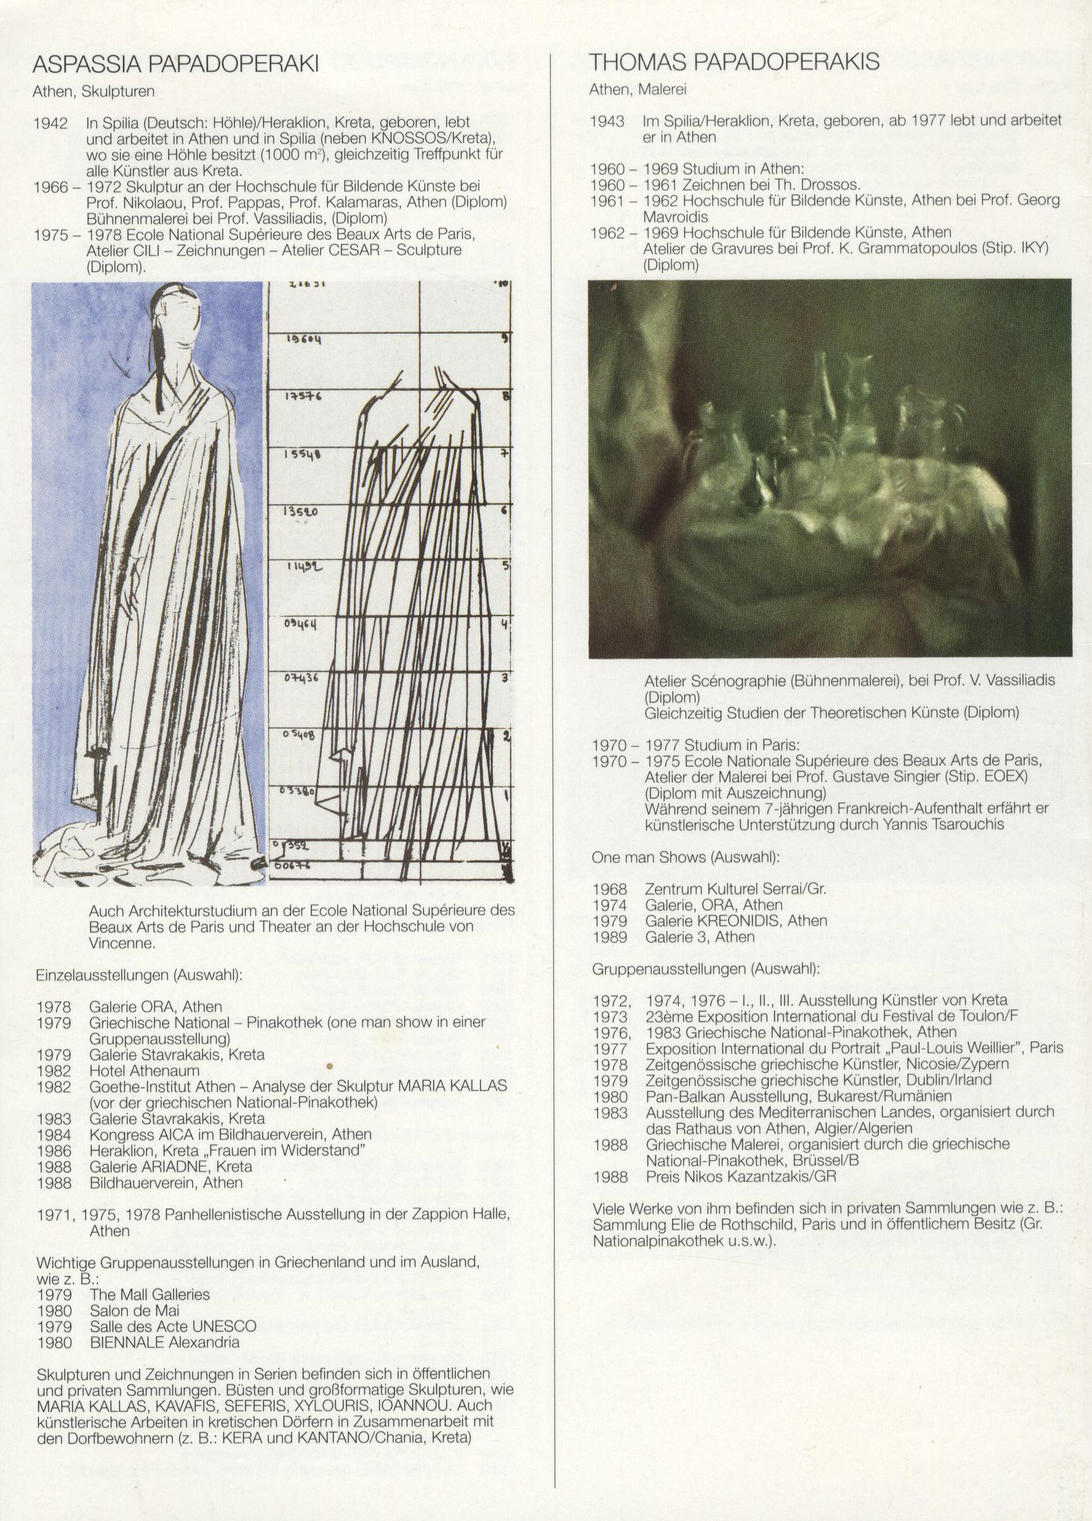 ASPASSIA PAPADOPERAKI
Athen, Skulpturen
1942 In Spilia (Deutsch: Höhle)/Heraklion, Kreta, geboren, lebt
und arbeitet in Athen und in Spilia (neben KNOSSOS/Kreta),
wo sie eine Höhle besitzt (1000 m²), gleichzeitig Treffpunkt für
alle Künstler aus Kreta.
1966 – 1972 Skulptur an der Hochschule für Bildende Künste bei
Prof. Nikolaou, Prof. Pappas, Prof. Kalamaras, Athen (Diplom)
Bühnenmalerei bei Prof. Vassiliadis, (Diplom)
1975 – 1978 Ecole National Supérieure des Beaux Arts de Paris,
Atelier CILI – Zeichnungen – Atelier CESAR – Sculpture
(Diplom).
10
19604 9
17576 8
15548 7
13520 6
11492 5
09464 4
07436 3
05408 2
03380 1
01352
00676
Auch Architekturstudium an der Ecole National Supérieure des
Beaux Arts de Paris und Theater an der Hochschule von
Vincenne.
Einzelausstellungen (Auswahl):
1978 Galerie ORA, Athen
1979 Griechische National – Pinakothek (one man show in einer
Gruppenausstellung)
1979 Galerie Stavrakakis, Kreta
1982 Hotel Athenaum
1982 Goethe-Institut Athen – Analyse der Skulptur MARIA KALLAS
(vor der griechischen National-Pinakothek)
1983 Galerie Stavrakakis, Kreta
1984 Kongress AICA im Bildhauerverein, Athen
1986 Heraklion, Kreta „Frauen im Widerstand"
1988 Galerie ARIADNE, Kreta
1988 Bildhauerverein, Athen
1971, 1975, 1978 Panhellenistische Ausstellung in der Zappion Halle,
Athen
Wichtige Gruppenausstellungen in Griechenland und im Ausland,
wie z. B.:
1979 The Mall Galleries
1980 Salon de Mai
1979 Salle des Acte UNESCO
1980 BIENNALE Alexandria
Skulpturen und Zeichnungen in Serien befinden sich in öffentlichen
und privaten Sammlungen. Büsten und großformatige Skulpturen, wie
MARIA KALLAS, KAVAFIS, SEFERIS, XYLOURIS, IOANNOU. Auch
künstlerische Arbeiten in kretischen Dörfern in Zusammenarbeit mit
den Dorfbewohnern (z. B.: KERA und KANTANO/Chania, Kreta)
THOMAS PAPADOPERAKIS
Athen, Malerei
1943 Im Spilia/Heraklion, Kreta, geboren, ab 1977 lebt und arbeitet
er in Athen
1960 – 1969 Studium in Athen:
1960 – 1961 Zeichnen bei Th. Drossos.
1961 – 1962 Hochschule für Bildende Künste, Athen bei Prof. Georg
Mavroidis
1962 – 1969 Hochschule für Bildende Künste, Athen
Atelier de Gravures bei Prof. K. Grammatopoulos (Stip. IKY)
(Diplom)
Atelier Scénographie (Bühnenmalerei), bei Prof. V. Vassiliadis
(Diplom)
Gleichzeitig Studien der Theoretischen Künste (Diplom)
1970 – 1977 Studium in Paris:
1970 – 1975 Ecole Nationale Supérieure des Beaux Arts de Paris,
Atelier der Malerei bei Prof. Gustave Singier (Stip. EOEX)
(Diplom mit Auszeichnung)
Während seinem 7-jährigen Frankreich-Aufenthalt erfährt er
künstlerische Unterstützung durch Yannis Tsarouchis
One man Shows (Auswahl):
1968 Zentrum Kulturel Serrai/Gr.
1974 Galerie, ORA, Athen
1979 Galerie KREONIDIS, Athen
1989 Galerie 3, Athen
Gruppenausstellungen (Auswahl):
1972, 1974, 1976 – I., II., III. Ausstellung Künstler von Kreta
1973 23ème Exposition International du Festival de Toulon/F
1976, 1983 Griechische National-Pinakothek, Athen
1977 Exposition International du Portrait „Paul-Louis Weillier", Paris
1978 Zeitgenössische griechische Künstler, Nicosie/Zypern
1979 Zeitgenössische griechische Künstler, Dublin/Irland
1980 Pan-Balkan Ausstellung, Bukarest/Rumänien
1983 Ausstellung des Mediterranischen Landes, organisiert durch
das Rathaus von Athen, Algier/Algerien
1988 Griechische Malerei, organisiert durch die griechische
National-Pinakothek, Brüssel/B
1988 Preis Nikos Kazantzakis/GR
Viele Werke von ihm befinden sich in privaten Sammlungen wie z. B.:
Sammlung Elie de Rothschild, Paris und in öffentlichem Besitz (Gr.
Nationalpinakothek u.s.w.).